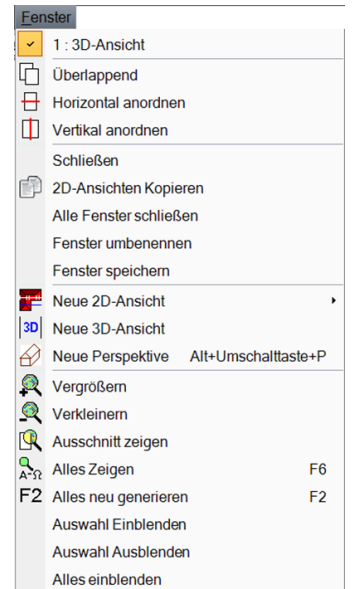 Fenster
1 : 3D-Ansicht
Überlappend
Horizontal anordnen
Vertikal anordnen
Schließen
2D-Ansichten Kopieren
Alle Fenster schließen
Fenster umbenennen
Fenster speichern
Neue 2D-Ansicht
3D Neue 3D-Ansicht
Neue Perspektive Alt+Umschalttaste+P
Vergrößern
Verkleinern
Ausschnitt zeigen
A-Ω Alles Zeigen F6
F2 Alles neu generieren F2
Auswahl Einblenden
Auswahl Ausblenden
Alles einblenden